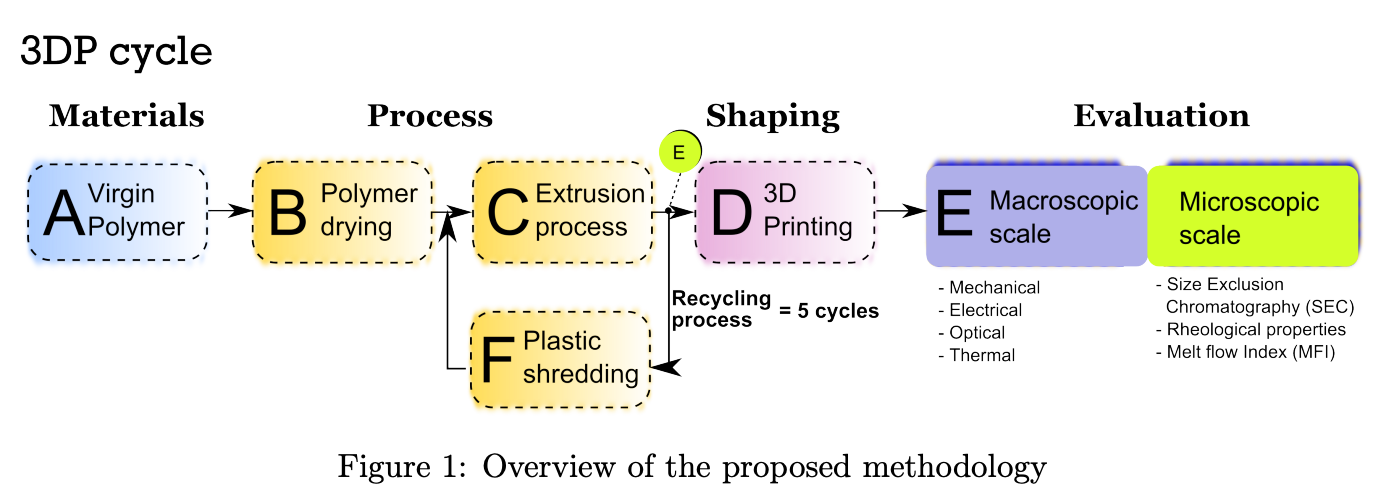 3DP cycle
Materials
Process
Shaping
Evaluation
A Virgin
Polymer
B Polymer
drying
C Extrusion
process
E
D 3D
Printing
E Macroscopic
scale
Microscopic
scale
- Mechanical
- Electrical
- Optical
- Thermal
- Size Exclusion
Chromatography (SEC)
- Rheological properties
- Melt flow Index (MFI)
Recycling
process = 5 cycles
F Plastic
shredding
Figure 1: Overview of the proposed methodology